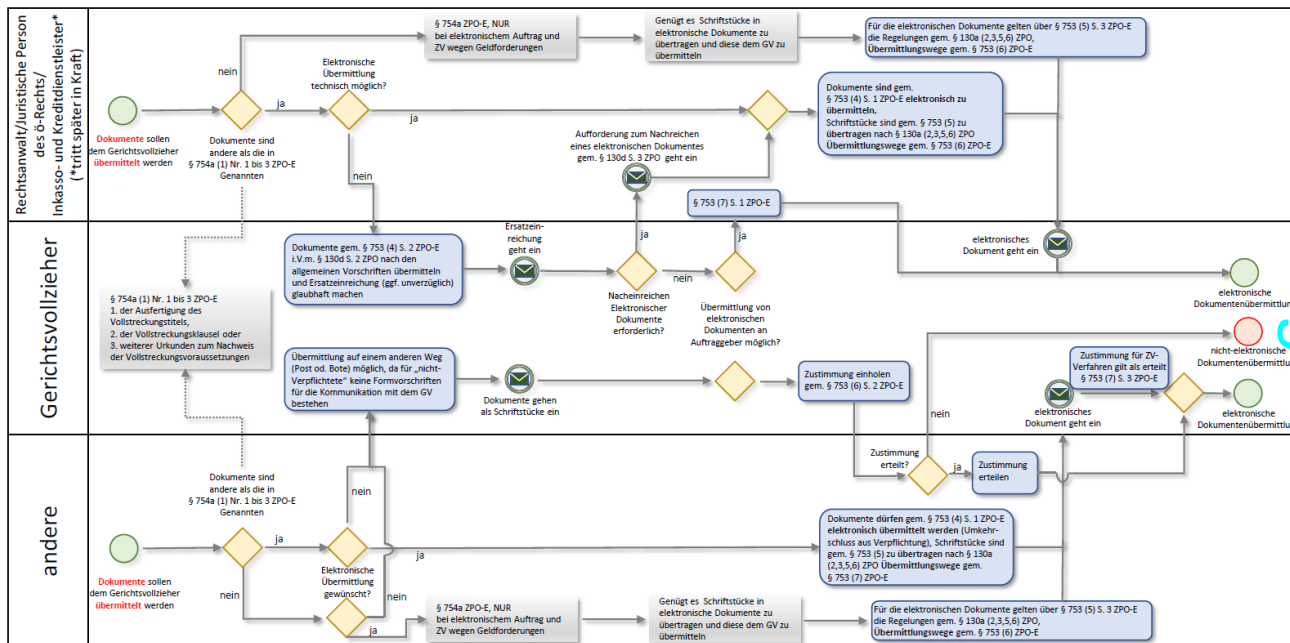 Rechtsanwalt/Juristische Person
des ö-Rechts/
Inkasso- und Kreditdienstleister*
(*tritt später in Kraft)
Dokumente sollen
dem Gerichtsvollzieher
übermittelt werden
nein
ja
Dokumente sind
andere als die in
§ 754a (1) Nr. 1 bis 3 ZPO-E
Genannten
Elektronische
Übermittlung
technisch möglich?
ja
nein
§ 754a ZPO-E, NUR
bei elektronischem Auftrag und
ZV wegen Geldforderungen
Genügt es Schriftstücke in
elektronische Dokumente zu
übertragen und diese dem GV zu
übermitteln
Für die elektronischen Dokumente gelten über § 753 (5) S. 3 ZPO-E
die Regelungen gem. § 130a (2,3,5,6) ZPO,
Übermittlungswege gem. § 753 (6) ZPO-E
Dokumente sind gem.
§ 753 (4) S. 1 ZPO-E elektronisch zu
übermitteln,
Schriftstücke sind gem. § 753 (5) zu
übertragen nach § 130a (2,3,5,6) ZPO
Übermittlungswege gem. § 753 (6) ZPO-E
Aufforderung zum Nachreichen
eines elektronischen Dokumentes
gem. § 130d S. 3 ZPO geht ein
§ 753 (7) S. 1 ZPO-E
Gerichtsvollzieher
Dokumente gem. § 753 (4) S. 2 ZPO-E
i.V.m. § 130d S. 2 ZPO nach den
allgemeinen Vorschriften übermitteln
und Ersatzeinreichung (ggf. unverzüglich)
glaubhaft machen
Ersatzein-
reichung
geht ein
ja
nein
ja
Nacheinreichen
Elektronischer
Dokumente
erforderlich?
Übermittlung von
elektronischen
Dokumenten an
Auftraggeber möglich?
elektronisches
Dokument geht ein
elektronische
Dokumentenübermittlu
§ 754a (1) Nr. 1 bis 3 ZPO-E
1. der Ausfertigung des
Vollstreckungstitels,
2. der Vollstreckungsklausel oder
3. weiterer Urkunden zum Nachweis
der Vollstreckungsvoraussetzungen
Übermittlung auf einem anderen Weg
(Post od. Bote) möglich, da für „nicht-
Verpflichtete“ keine Formvorschriften
für die Kommunikation mit dem GV
bestehen
Dokumente gehen
als Schriftstücke ein
Zustimmung einholen
gem. § 753 (6) S. 2 ZPO-E
nein
nicht-elektronische
Dokumentenübermittlu
Zustimmung für ZV-
Verfahren gilt als erteilt
§ 753 (7) S. 3 ZPO-E
elektronisches
Dokument geht ein
elektronische
Dokumentenübermittlu
andere
Dokumente sind
andere als die in
§ 754a (1) Nr. 1 bis 3 ZPO-E
Genannten
Dokumente sollen
dem Gerichtsvollzieher
übermittelt werden
ja
nein
nein
Elektronische
Übermittlung
gewünscht?
ja
nein
ja
Zustimmung
erteilt?
ja
Zustimmung
erteilen
Dokumente dürfen gem. § 753 (4) S. 1 ZPO-E
elektronisch übermittelt werden (Umkehr-
schluss aus Verpflichtung), Schriftstücke sind
gem. § 753 (5) zu übertragen nach § 130a
(2,3,5,6) ZPO Übermittlungswege gem.
§ 753 (7) ZPO-E
§ 754a ZPO-E, NUR
bei elektronischem Auftrag und
ZV wegen Geldforderungen
Genügt es Schriftstücke in
elektronische Dokumente zu
übertragen und diese dem GV zu
übermitteln
Für die elektronischen Dokumente gelten über § 753 (5) S. 3 ZPO-E
die Regelungen gem. § 130a (2,3,5,6) ZPO,
Übermittlungswege gem. § 753 (6) ZPO-E